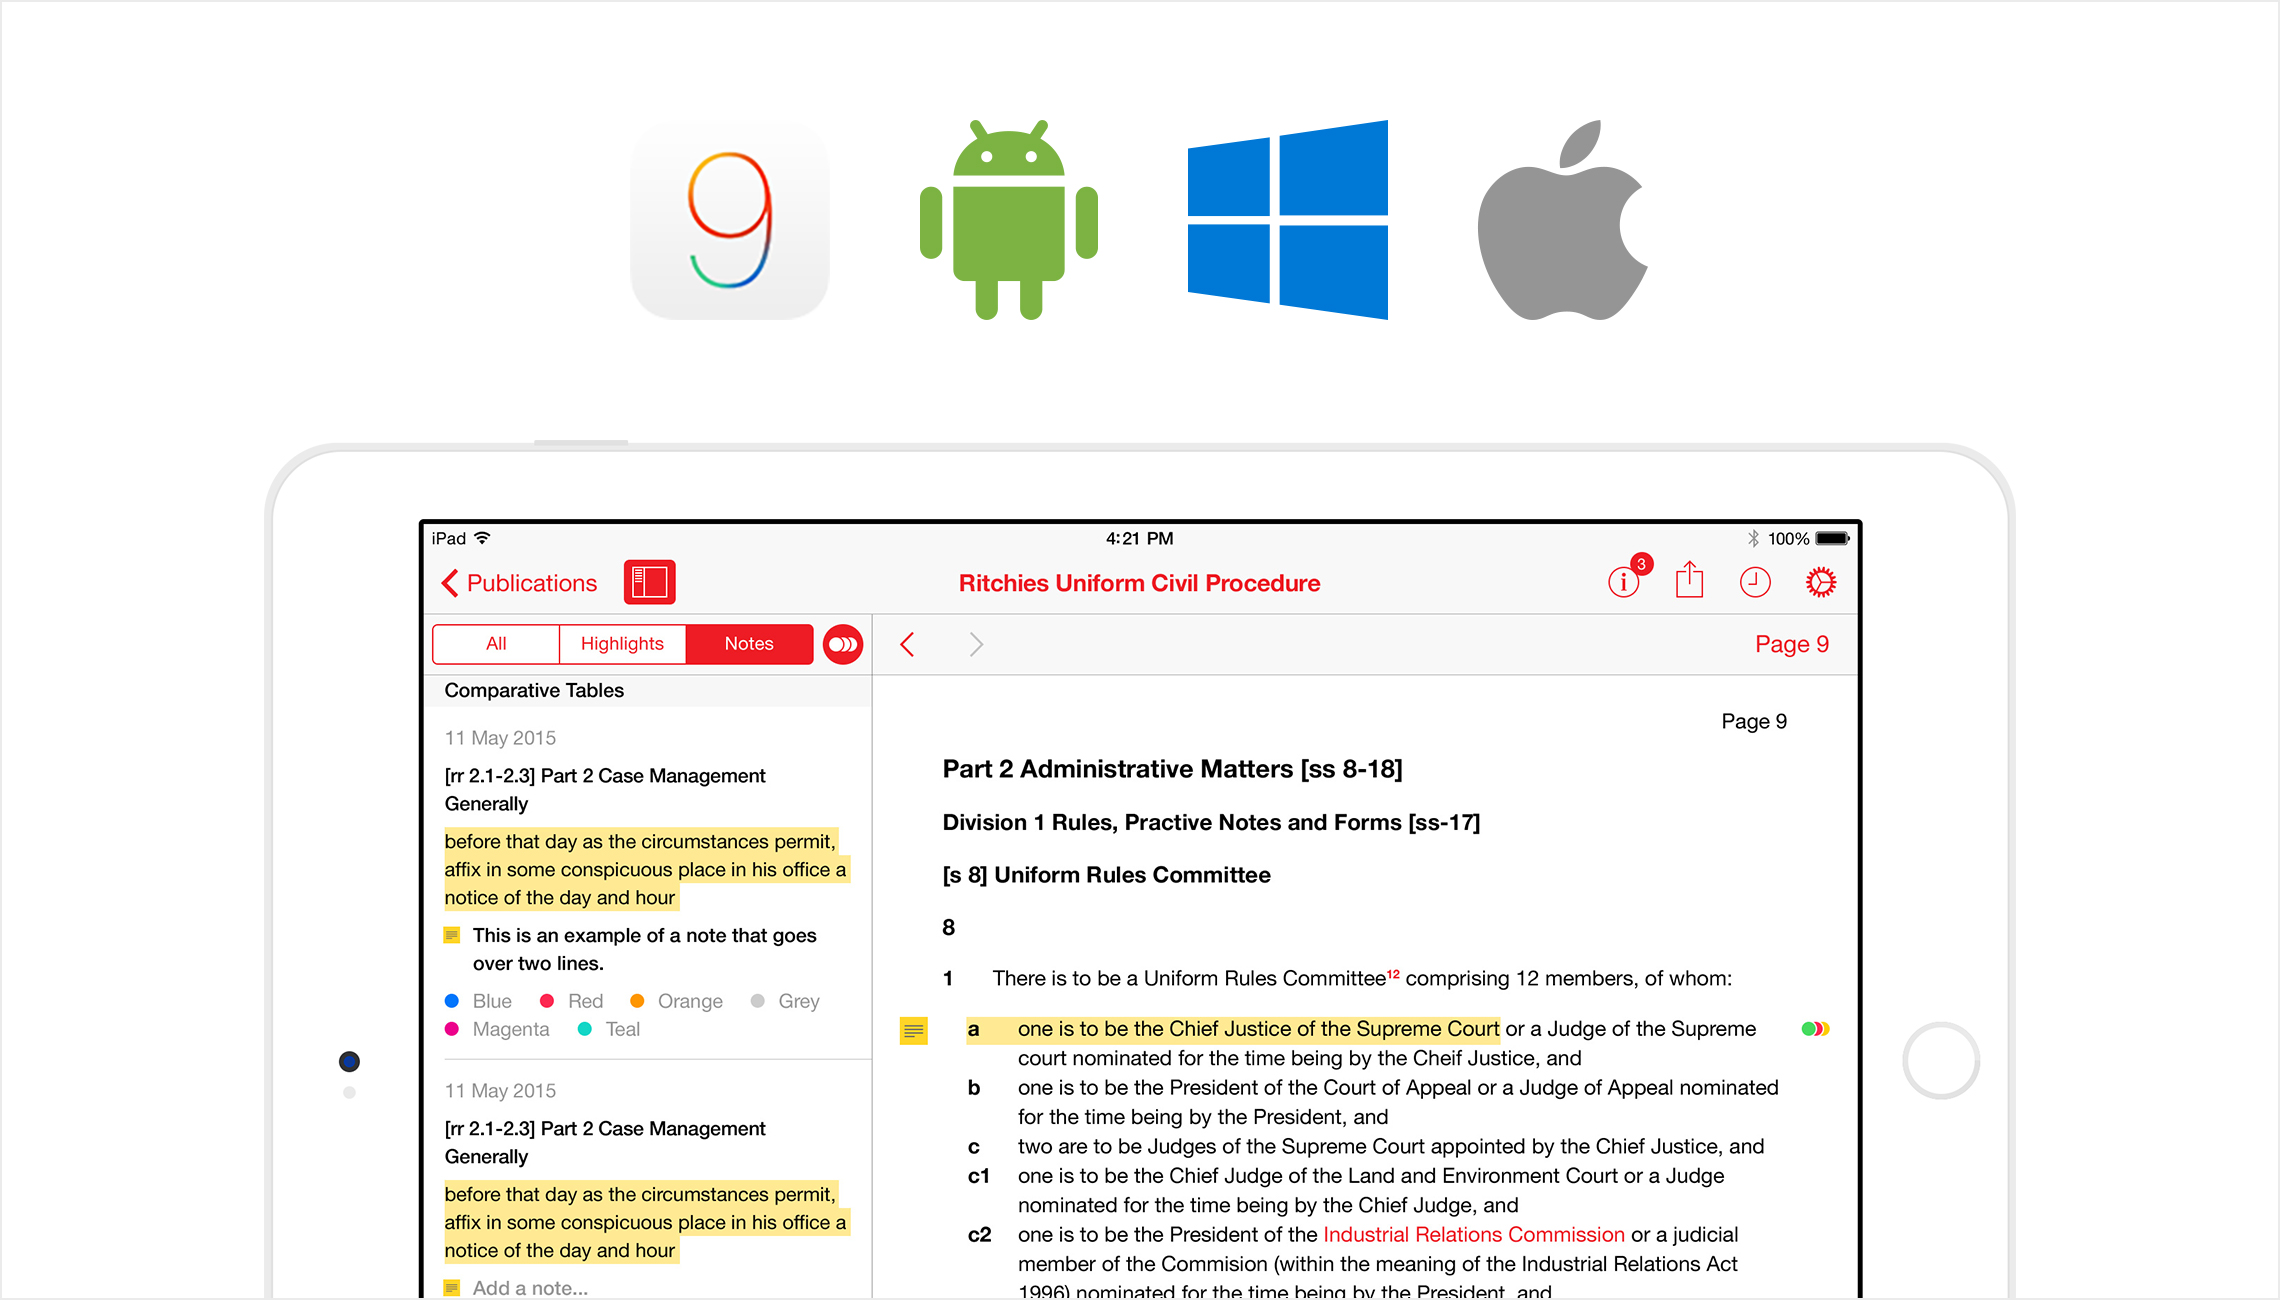 9
iPad
4:21 PM
100%
Publications
Ritchies Uniform Civil Procedure
3
All
Highlights
Notes
Page 9
Comparative Tables
11 May 2015
[rr 2.1-2.3] Part 2 Case Management
Generally
before that day as the circumstances permit,
affix in some conspicuous place in his office a
notice of the day and hour
This is an example of a note that goes
over two lines.
Blue Red Orange Grey
Magenta Teal
11 May 2015
[rr 2.1-2.3] Part 2 Case Management
Generally
before that day as the circumstances permit,
affix in some conspicuous place in his office a
notice of the day and hour
Add a note...
Page 9
Part 2 Administrative Matters [ss 8-18]
Division 1 Rules, Practive Notes and Forms [ss-17]
[s 8] Uniform Rules Committee
8
1 There is to be a Uniform Rules Committee12 comprising 12 members, of whom:
a one is to be the Chief Justice of the Supreme Court or a Judge of the Supreme
court nominated for the time being by the Cheif Justice, and
b one is to be the President of the Court of Appeal or a Judge of Appeal nominated
for the time being by the President, and
c two are to be Judges of the Supreme Court appointed by the Chief Justice, and
c1 one is to be the Chief Judge of the Land and Environment Court or a Judge
nominated for the time being by the Chief Judge, and
c2 one is to be the President of the Industrial Relations Commission or a judicial
member of the Commision (within the meaning of the Industrial Relations Act
1996) nominated for the time being by the President, and